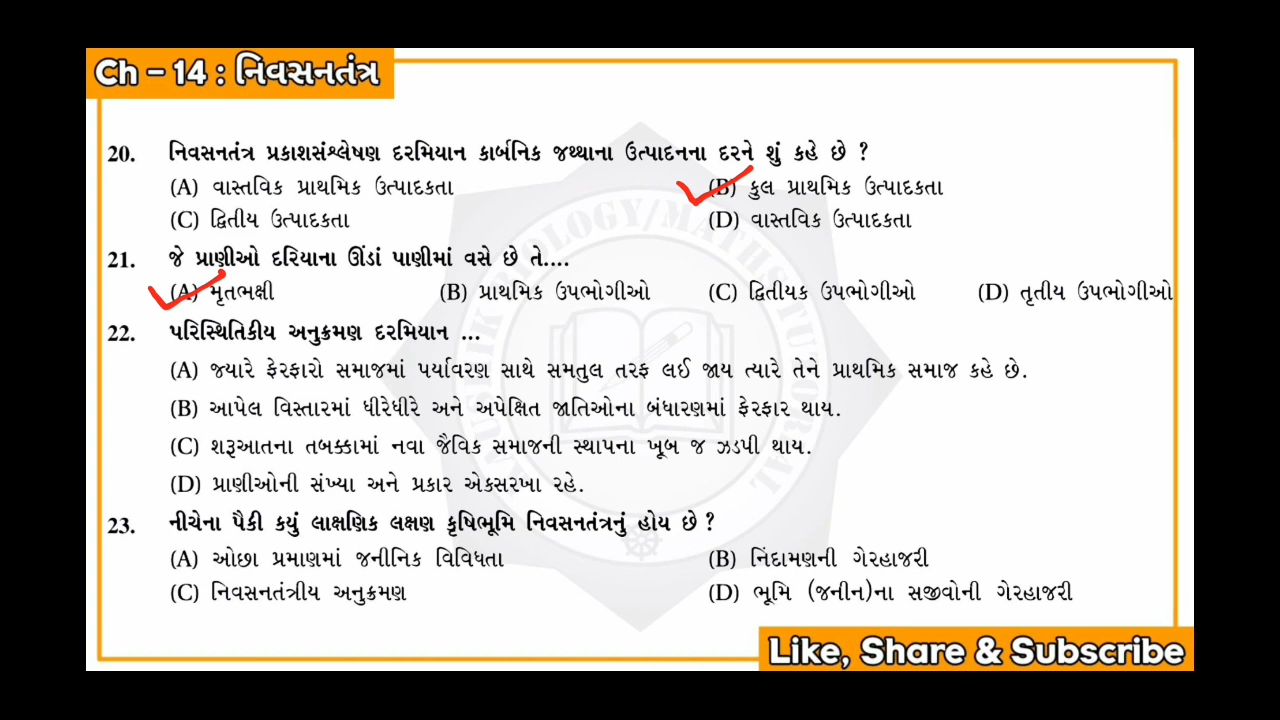 Ch – 14 : નિવસનતંત્ર
20. નિવસનતંત્ર પ્રકાશસંશ્લેષણ દરમિયાન કાર્બનિક જથ્થાના ઉત્પાદનના દરને શું કહે છે ?
(A) વાસ્તવિક પ્રાથમિક ઉત્પાદકતા (B) કુલ પ્રાથમિક ઉત્પાદકતા
(C) દ્વિતીય ઉત્પાદકતા (D) વાસ્તવિક ઉત્પાદકતા
21. જે પ્રાણીઓ દરિયાના ઊંડાં પાણીમાં વસે છે તે....
(A) મૃતભક્ષી (B) પ્રાથમિક ઉપભોગીઓ (C) દ્વિતીયક ઉપભોગીઓ (D) તૃતીય ઉપભોગીઓ
22. પરિસ્થિતિકીય અનુક્રમણ દરમિયાન ...
(A) જ્યારે ફેરફારો સમાજમાં પર્યાવરણ સાથે સમતુલ તરફ લઈ જાય ત્યારે તેને પ્રાથમિક સમાજ કહે છે.
(B) આપેલ વિસ્તારમાં ધીરેધીરે અને અપેક્ષિત જાતિઓના બંધારણમાં ફેરફાર થાય.
(C) શરૂઆતના તબક્કામાં નવા જૈવિક સમાજની સ્થાપના ખૂબ જ ઝડપી થાય.
(D) પ્રાણીઓની સંખ્યા અને પ્રકાર એકસરખા રહે.
23. નીચેના પૈકી કયું લાક્ષણિક લક્ષણ કૃષિભૂમિ નિવસનતંત્રનું હોય છે ?
(A) ઓછા પ્રમાણમાં જનીનિક વિવિધતા (B) નિંદામણની ગેરહાજરી
(C) નિવસનતંત્રીય અનુક્રમણ (D) ભૂમિ (જનીન)ના સજીવોની ગેરહાજરી
Like, Share & Subscribe